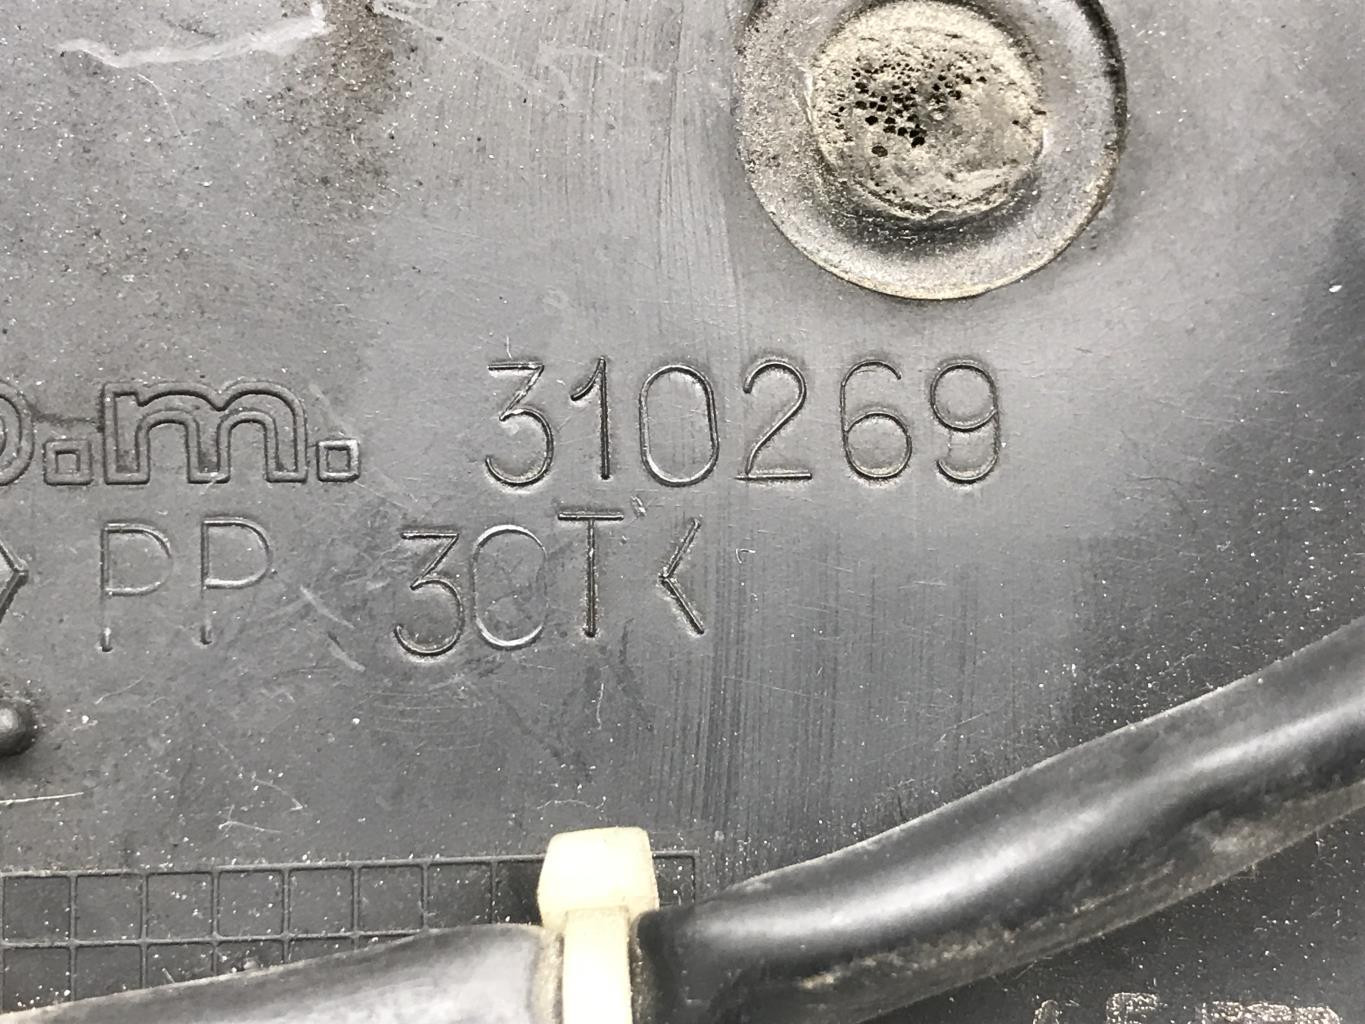 .m. 310269
> PP 30T <